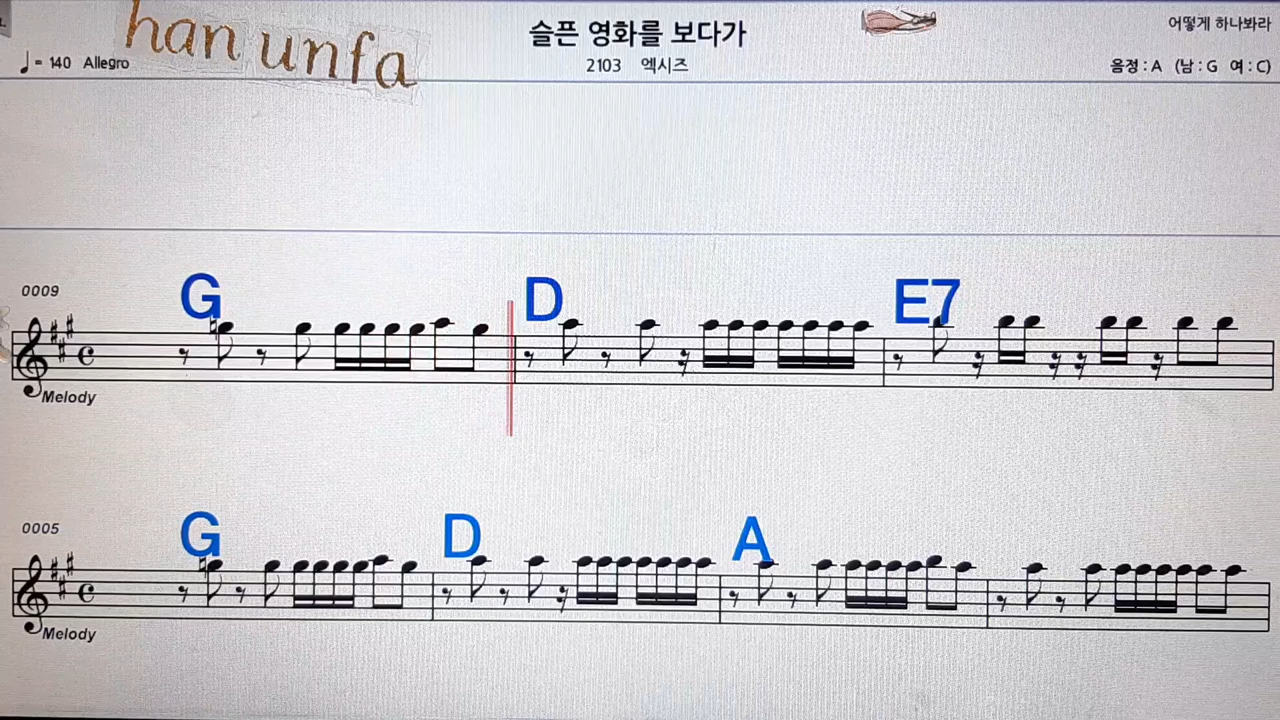 han unfa
슬픈 영화를 보다가
어떻게 하나봐라
♩= 140 Allegro
2103 엑시즈
음정 : A (남 : G 여 : C)
G D E7
0009
Melody
G D A
0005
Melody